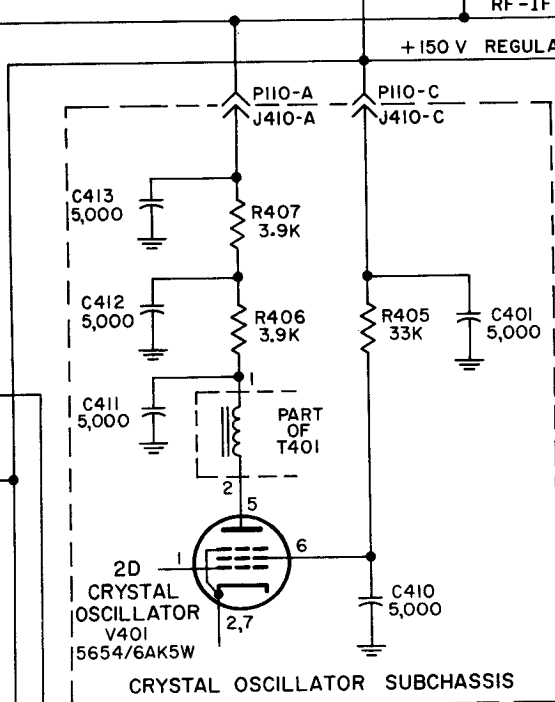 RF-IF
+150 V REGULA
P110-A
J410-A
P110-C
J410-C
C413
5,000
R407
3.9K
C412
5,000
R406
3.9K
R405
33K
C401
5,000
C411
5,000
1
PART
OF
T401
2
5
6
1
2D
CRYSTAL
OSCILLATOR
V401
5654/6AK5W
2,7
C410
5,000
CRYSTAL OSCILLATOR SUBCHASSIS